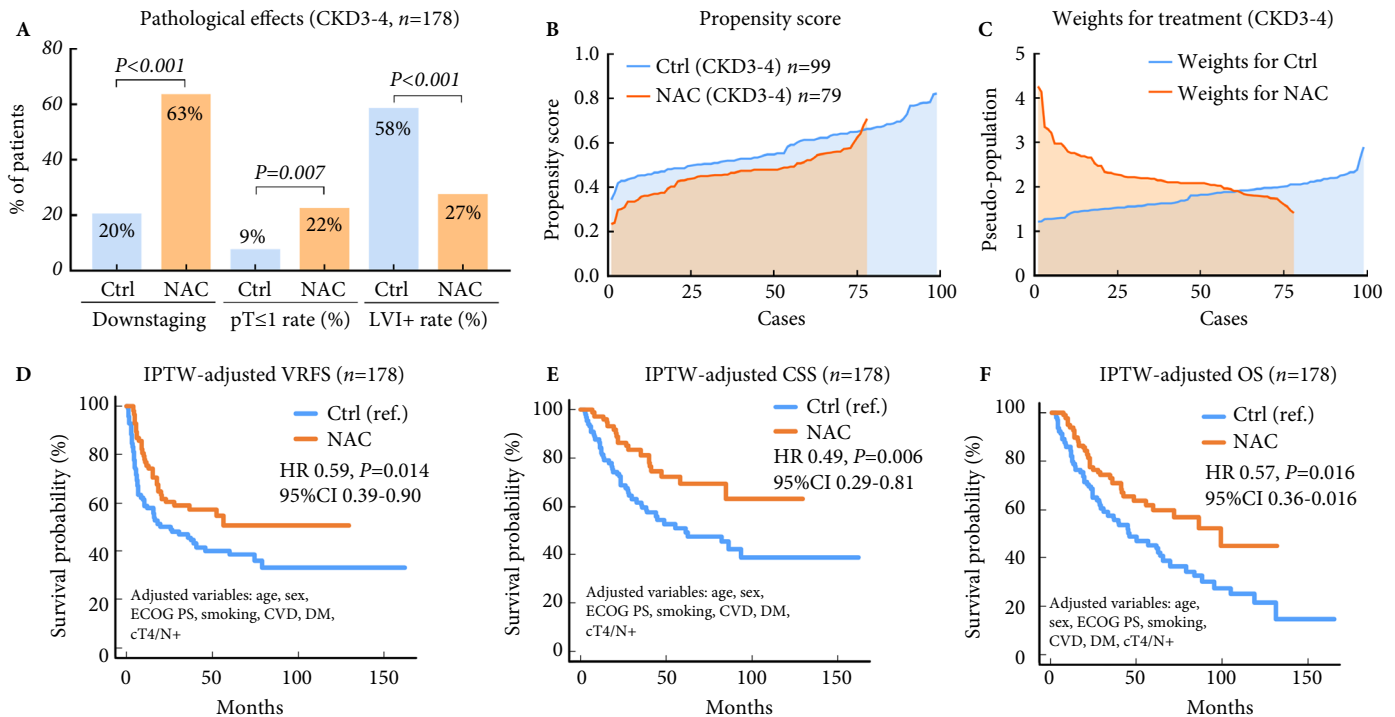 A
Pathological effects (CKD3-4, n=178)
% of patients
80
60
40
20
0
P<0.001
P=0.007
P<0.001
20%
63%
9%
22%
58%
27%
Ctrl NAC Ctrl NAC Ctrl NAC
Downstaging pT≤1 rate (%) LVI+ rate (%)
B
Propensity score
Propensity score
1.0
0.8
0.6
0.4
0.2
0.0
Ctrl (CKD3-4) n=99
NAC (CKD3-4) n=79
0 25 50 75 100
Cases
C
Weights for treatment (CKD3-4)
Pseudo-population
5
4
3
2
1
0
Weights for Ctrl
Weights for NAC
0 25 50 75 100
Cases
D
IPTW-adjusted VRFS (n=178)
Survival probability (%)
100
80
60
40
20
0
Ctrl (ref.)
NAC
HR 0.59, P=0.014
95%CI 0.39-0.90
Adjusted variables: age, sex,
ECOG PS, smoking, CVD, DM,
cT4/N+
0 50 100 150
Months
E
IPTW-adjusted CSS (n=178)
Survival probability (%)
100
80
60
40
20
0
Ctrl (ref.)
NAC
HR 0.49, P=0.006
95%CI 0.29-0.81
Adjusted variables: age, sex,
ECOG PS, smoking, CVD, DM,
cT4/N+
0 50 100 150
Months
F
IPTW-adjusted OS (n=178)
Survival probability (%)
100
80
60
40
20
0
Ctrl (ref.)
NAC
HR 0.57, P=0.016
95%CI 0.36-0.016
Adjusted variables: age,
sex, ECOG PS, smoking,
CVD, DM, cT4/N+
0 50 100 150
Months